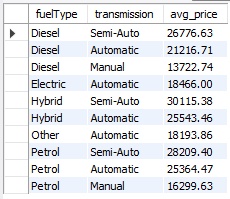 fuelType transmission avg_price
Diesel Semi-Auto 26776.63
Diesel Automatic 21216.71
Diesel Manual 13722.74
Electric Automatic 18466.00
Hybrid Semi-Auto 30115.38
Hybrid Automatic 25543.46
Other Automatic 18193.86
Petrol Semi-Auto 28209.40
Petrol Automatic 25364.47
Petrol Manual 16299.63